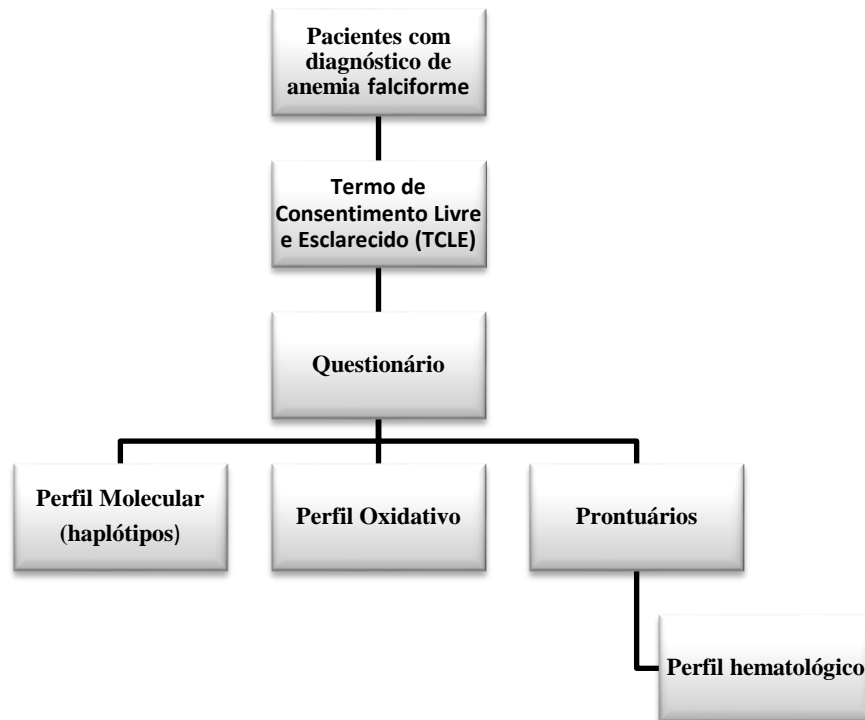 Pacientes com
diagnóstico de
anemia falciforme
Termo de
Consentimento Livre
e Esclarecido (TCLE)
Questionário
Perfil Molecular
(haplótipos)
Perfil Oxidativo
Prontuários
Perfil hematológico